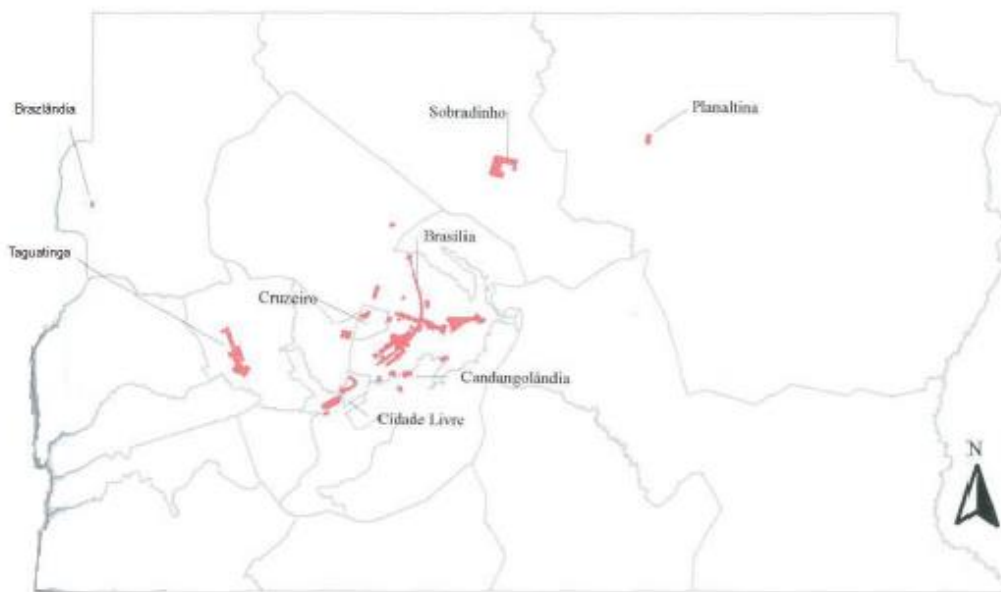 Brazlândia
Sobradinho
Planaltina
Taguatinga
Brasília
Cruzeiro
Candangolândia
Cidade Livre
N